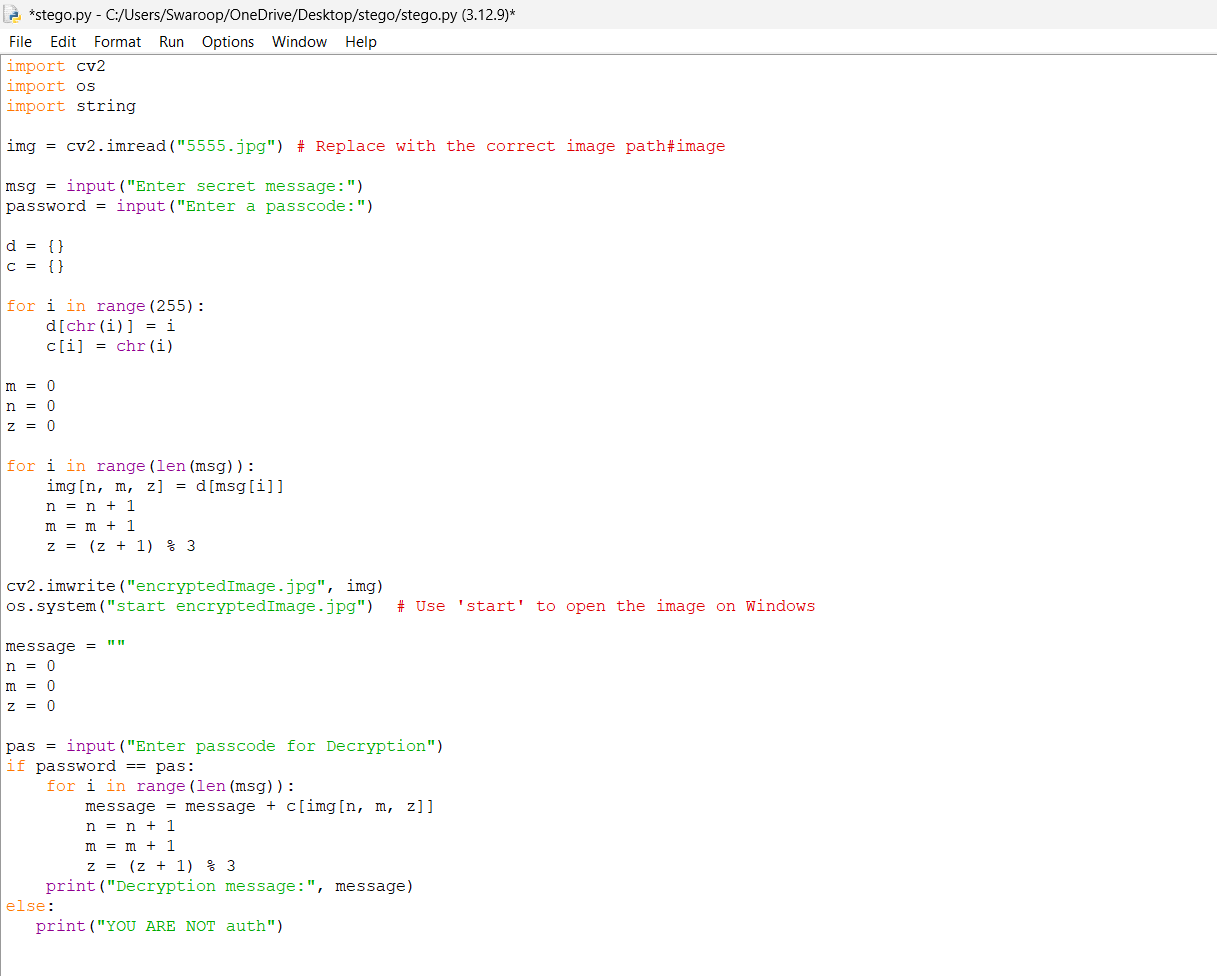 *stego.py - C:/Users/Swaroop/OneDrive/Desktop/stego/stego.py (3.12.9)*
File Edit Format Run Options Window Help
import cv2
import os
import string

img = cv2.imread("5555.jpg") # Replace with the correct image path#image

msg = input("Enter secret message:")
password = input("Enter a passcode:")

d = {}
c = {}

for i in range(255):
    d[chr(i)] = i
    c[i] = chr(i)

m = 0
n = 0
z = 0

for i in range(len(msg)):
    img[n, m, z] = d[msg[i]]
    n = n + 1
    m = m + 1
    z = (z + 1) % 3

cv2.imwrite("encryptedImage.jpg", img)
os.system("start encryptedImage.jpg")  # Use 'start' to open the image on Windows

message = ""
n = 0
m = 0
z = 0

pas = input("Enter passcode for Decryption")
if password == pas:
    for i in range(len(msg)):
        message = message + c[img[n, m, z]]
        n = n + 1
        m = m + 1
        z = (z + 1) % 3
    print("Decryption message:", message)
else:
   print("YOU ARE NOT auth")